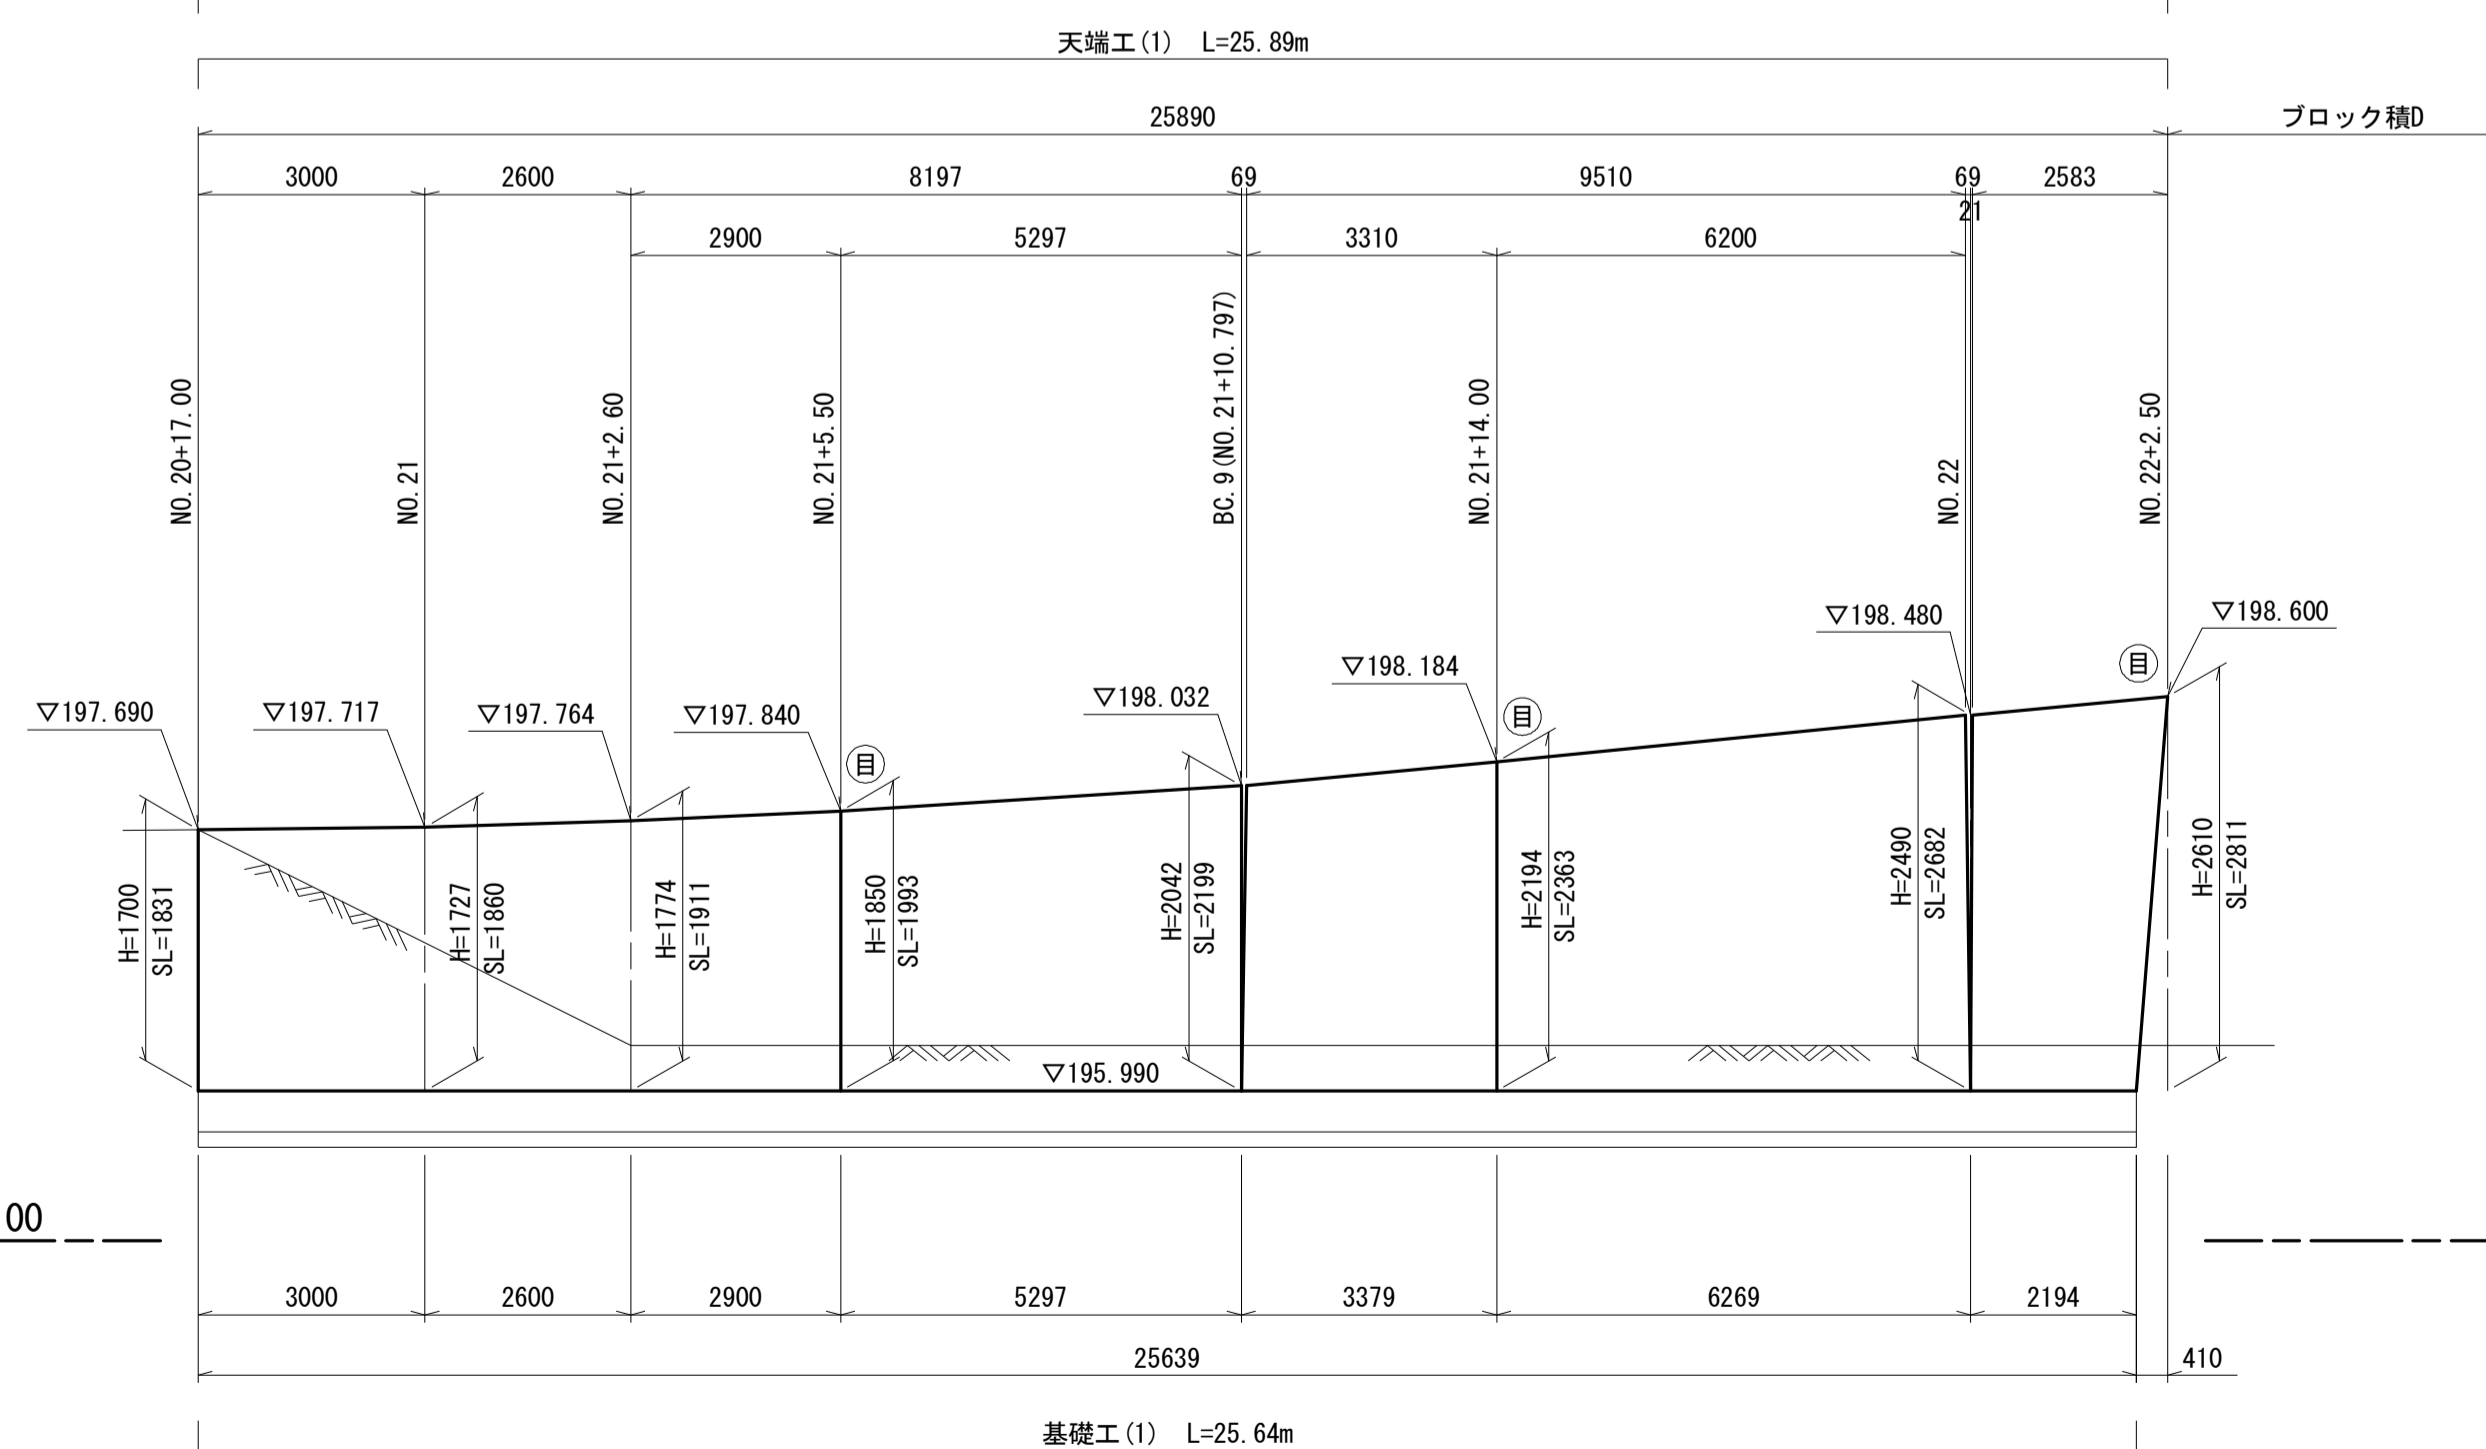 天端工(1) L=25.89m
25890
ブロック積D
3000
2600
8197
69
9510
69
2583
21
2900
5297
3310
6200
NO.20+17.00
NO.21
NO.21+2.60
NO.21+5.50
BC.9(NO.21+10.797)
NO.21+14.00
NO.22
NO.22+2.50
▽197.690
▽197.717
▽197.764
▽197.840
▽198.032
▽198.184
▽198.480
▽198.600
目
目
目
H=1700
SL=1831
H=1727
SL=1860
H=1774
SL=1911
H=1850
SL=1993
H=2042
SL=2199
H=2194
SL=2363
H=2490
SL=2682
H=2610
SL=2811
▽195.990
00
3000
2600
2900
5297
3379
6269
2194
25639
410
基礎工(1) L=25.64m